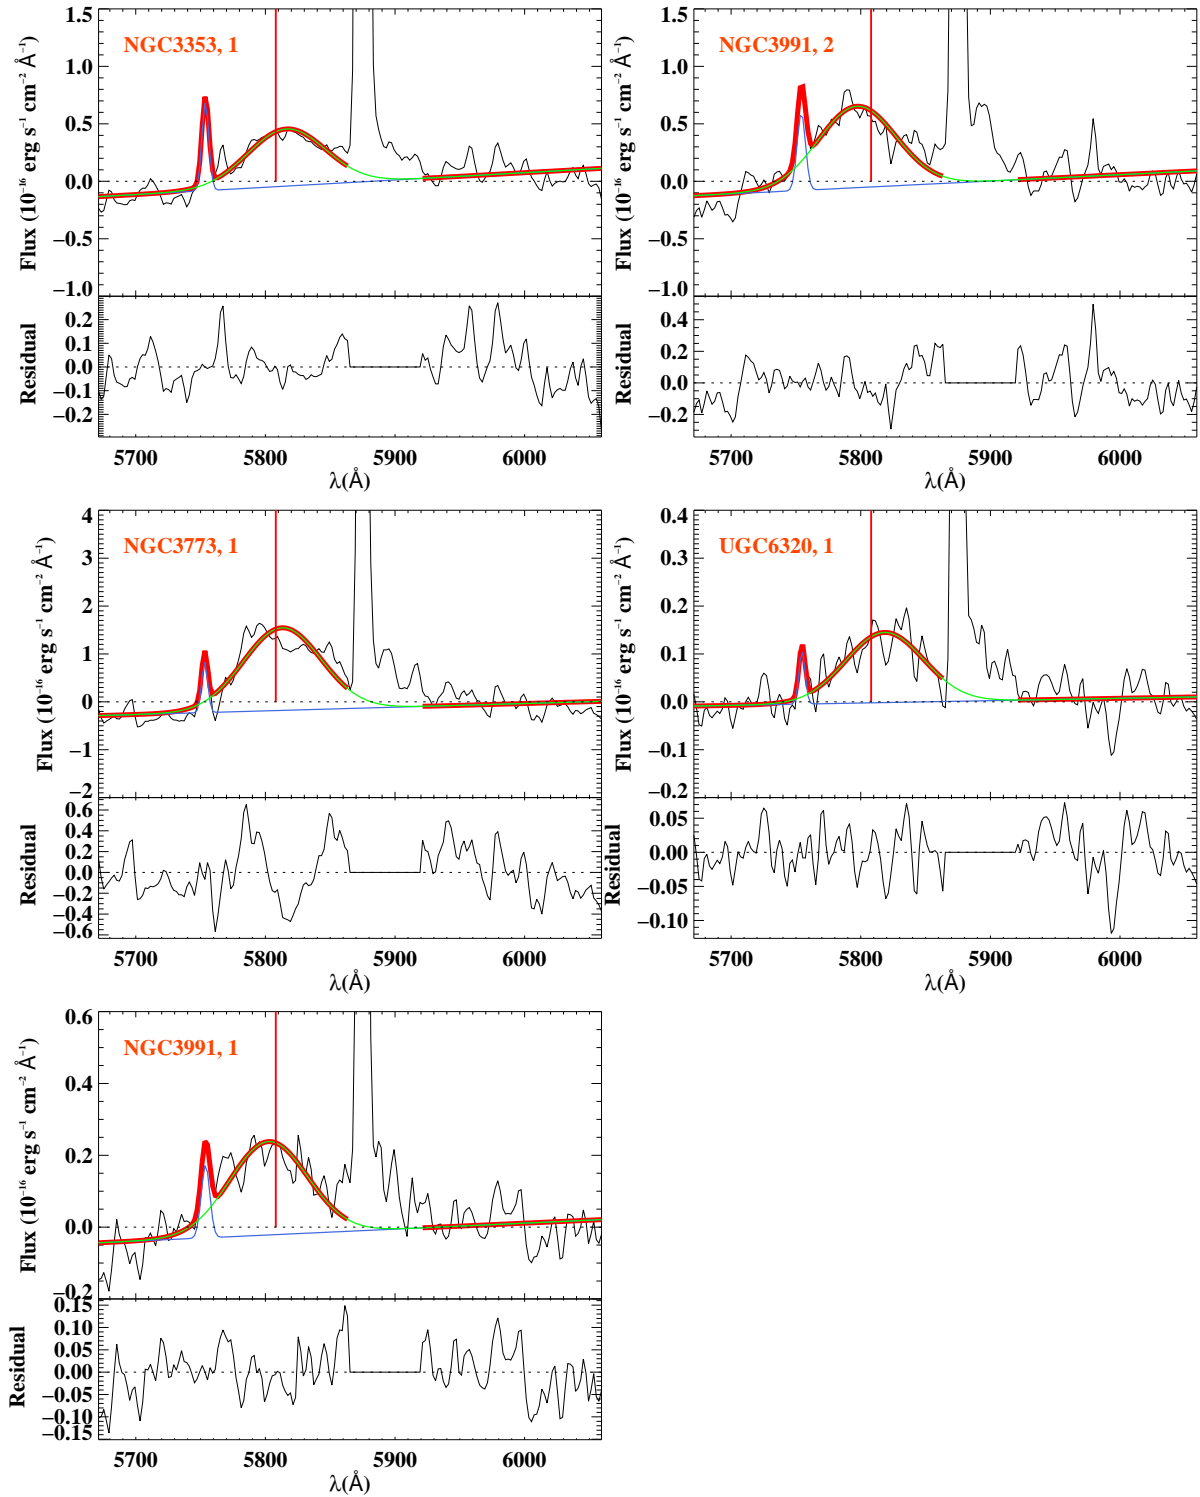 NGC3353, 1
Flux (10⁻¹⁶ erg s⁻¹ cm⁻² Å⁻¹)
1.5
1.0
0.5
0.0
−0.5
−1.0
Residual
0.2
0.1
0.0
−0.1
−0.2
5700 5800 5900 6000
λ(Å)
NGC3991, 2
Flux (10⁻¹⁶ erg s⁻¹ cm⁻² Å⁻¹)
1.5
1.0
0.5
0.0
−0.5
−1.0
Residual
0.4
0.2
0.0
−0.2
5700 5800 5900 6000
λ(Å)
NGC3773, 1
Flux (10⁻¹⁶ erg s⁻¹ cm⁻² Å⁻¹)
4
3
2
1
0
−1
−2
Residual
0.6
0.4
0.2
0.0
−0.2
−0.4
−0.6
5700 5800 5900 6000
λ(Å)
UGC6320, 1
Flux (10⁻¹⁶ erg s⁻¹ cm⁻² Å⁻¹)
0.4
0.3
0.2
0.1
0.0
−0.1
−0.2
Residual
0.05
0.00
−0.05
−0.10
5700 5800 5900 6000
λ(Å)
NGC3991, 1
Flux (10⁻¹⁶ erg s⁻¹ cm⁻² Å⁻¹)
0.6
0.4
0.2
0.0
−0.2
Residual
0.15
0.10
0.05
0.00
−0.05
−0.10
−0.15
5700 5800 5900 6000
λ(Å)